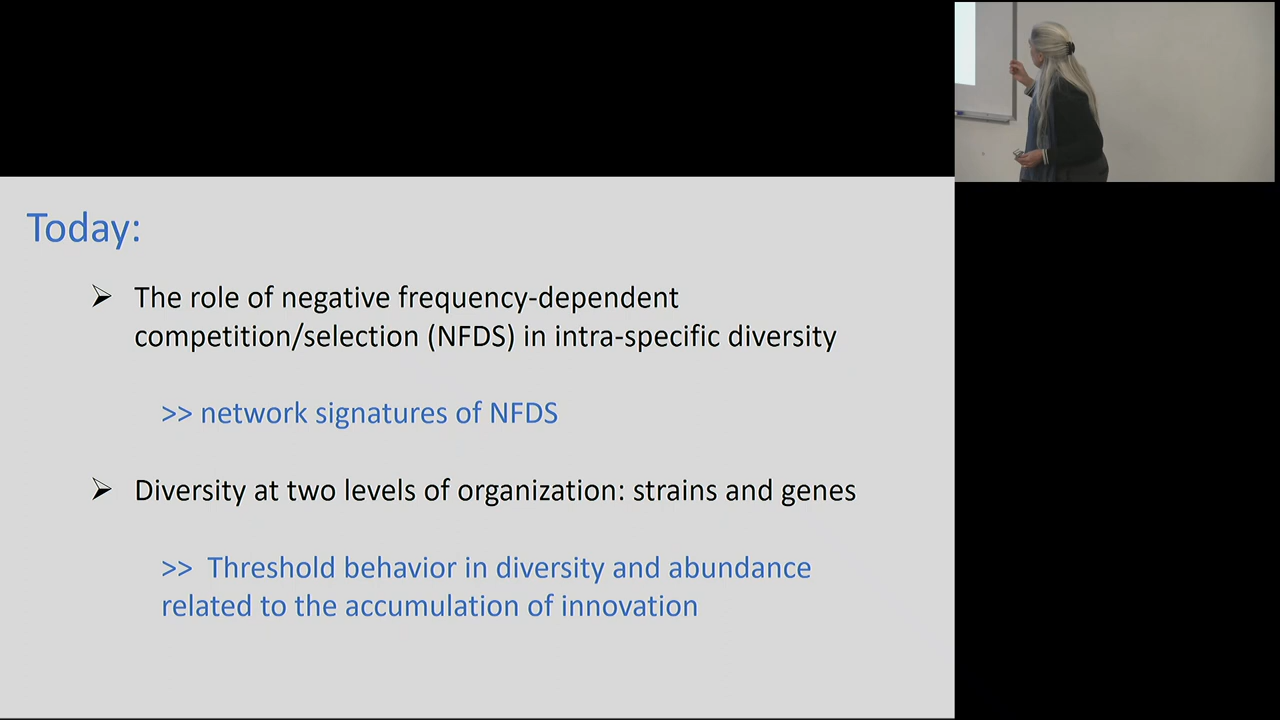 Today:
➢ The role of negative frequency-dependent
competition/selection (NFDS) in intra-specific diversity
>> network signatures of NFDS
➢ Diversity at two levels of organization: strains and genes
>> Threshold behavior in diversity and abundance
related to the accumulation of innovation